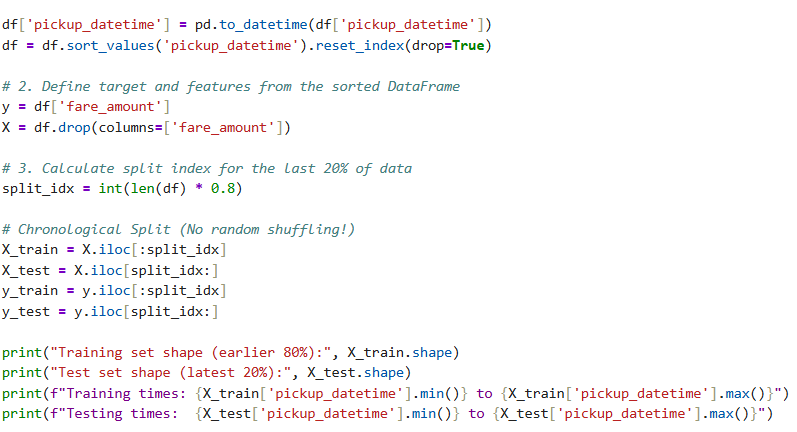 df['pickup_datetime'] = pd.to_datetime(df['pickup_datetime'])
df = df.sort_values('pickup_datetime').reset_index(drop=True)
# 2. Define target and features from the sorted DataFrame
y = df['fare_amount']
X = df.drop(columns=['fare_amount'])
# 3. Calculate split index for the last 20% of data
split_idx = int(len(df) * 0.8)
# Chronological Split (No random shuffling!)
X_train = X.iloc[:split_idx]
X_test = X.iloc[split_idx:]
y_train = y.iloc[:split_idx]
y_test = y.iloc[split_idx:]
print("Training set shape (earlier 80%):", X_train.shape)
print("Test set shape (latest 20%):", X_test.shape)
print(f"Training times: {X_train['pickup_datetime'].min()} to {X_train['pickup_datetime'].max()}")
print(f"Testing times:  {X_test['pickup_datetime'].min()} to {X_test['pickup_datetime'].max()}")